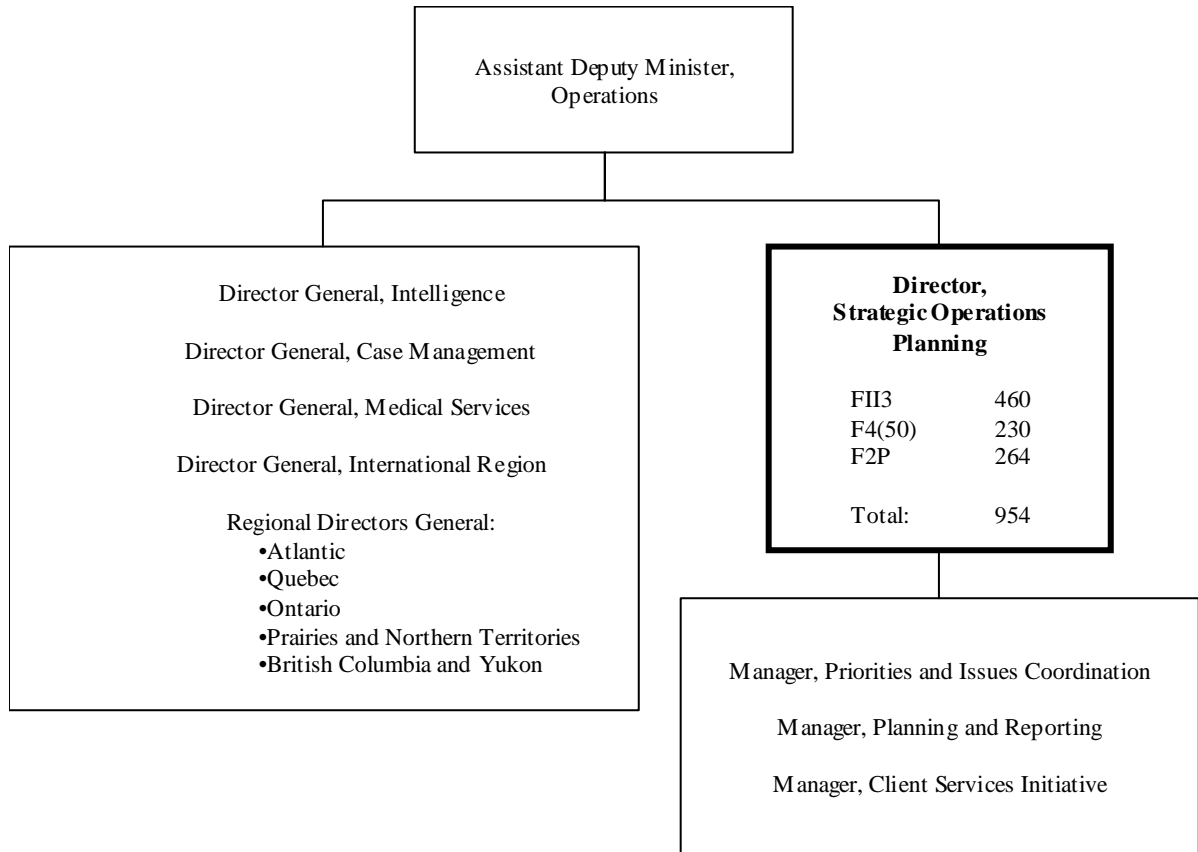 Assistant Deputy Minister,
Operations
Director General, Intelligence
Director General, Case Management
Director General, Medical Services
Director General, International Region
Regional Directors General:
•Atlantic
•Quebec
•Ontario
•Prairies and Northern Territories
•British Columbia and Yukon
Director,
Strategic Operations
Planning
FII3 460
F4(50) 230
F2P 264
Total: 954
Manager, Priorities and Issues Coordination
Manager, Planning and Reporting
Manager, Client Services Initiative